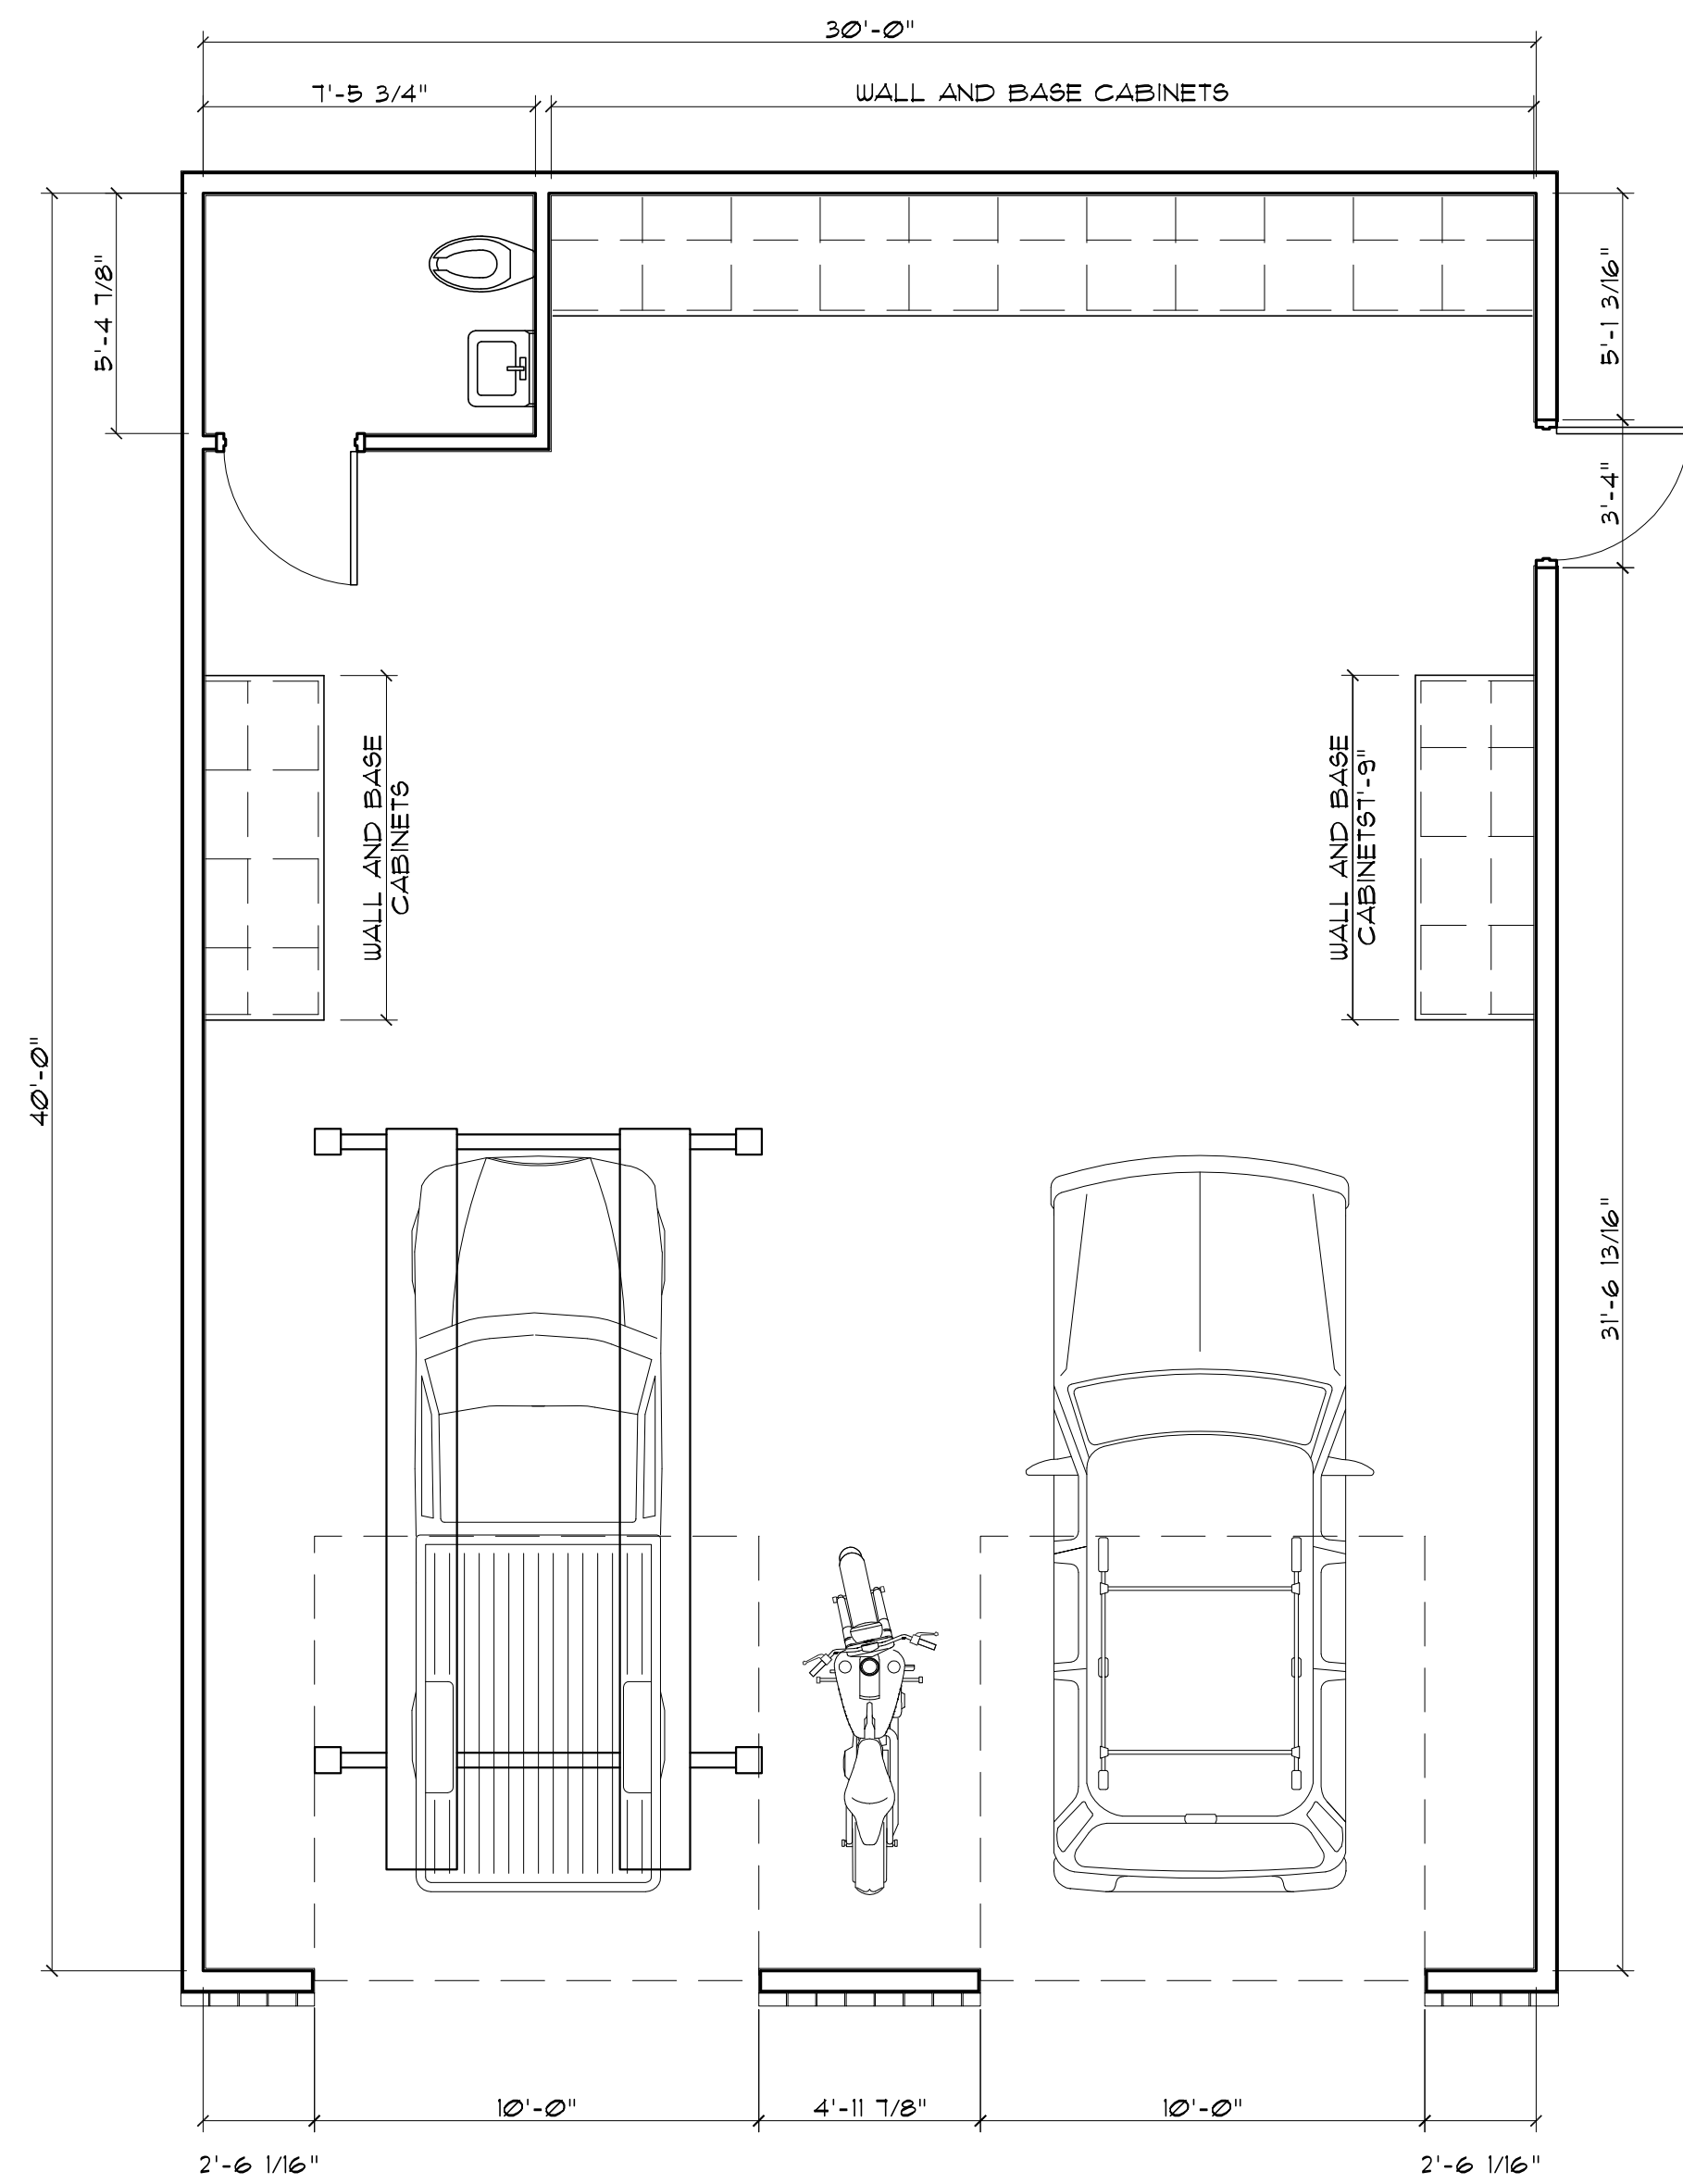 30'-0"
7'-5 3/4"
WALL AND BASE CABINETS
5'-4 7/8"
5'-1 3/16"
3'-4"
WALL AND BASE
CABINETS
WALL AND BASE
CABINETS7'-9"
40'-0"
31'-6 13/16"
10'-0"
4'-11 7/8"
10'-0"
2'-6 1/16"
2'-6 1/16"